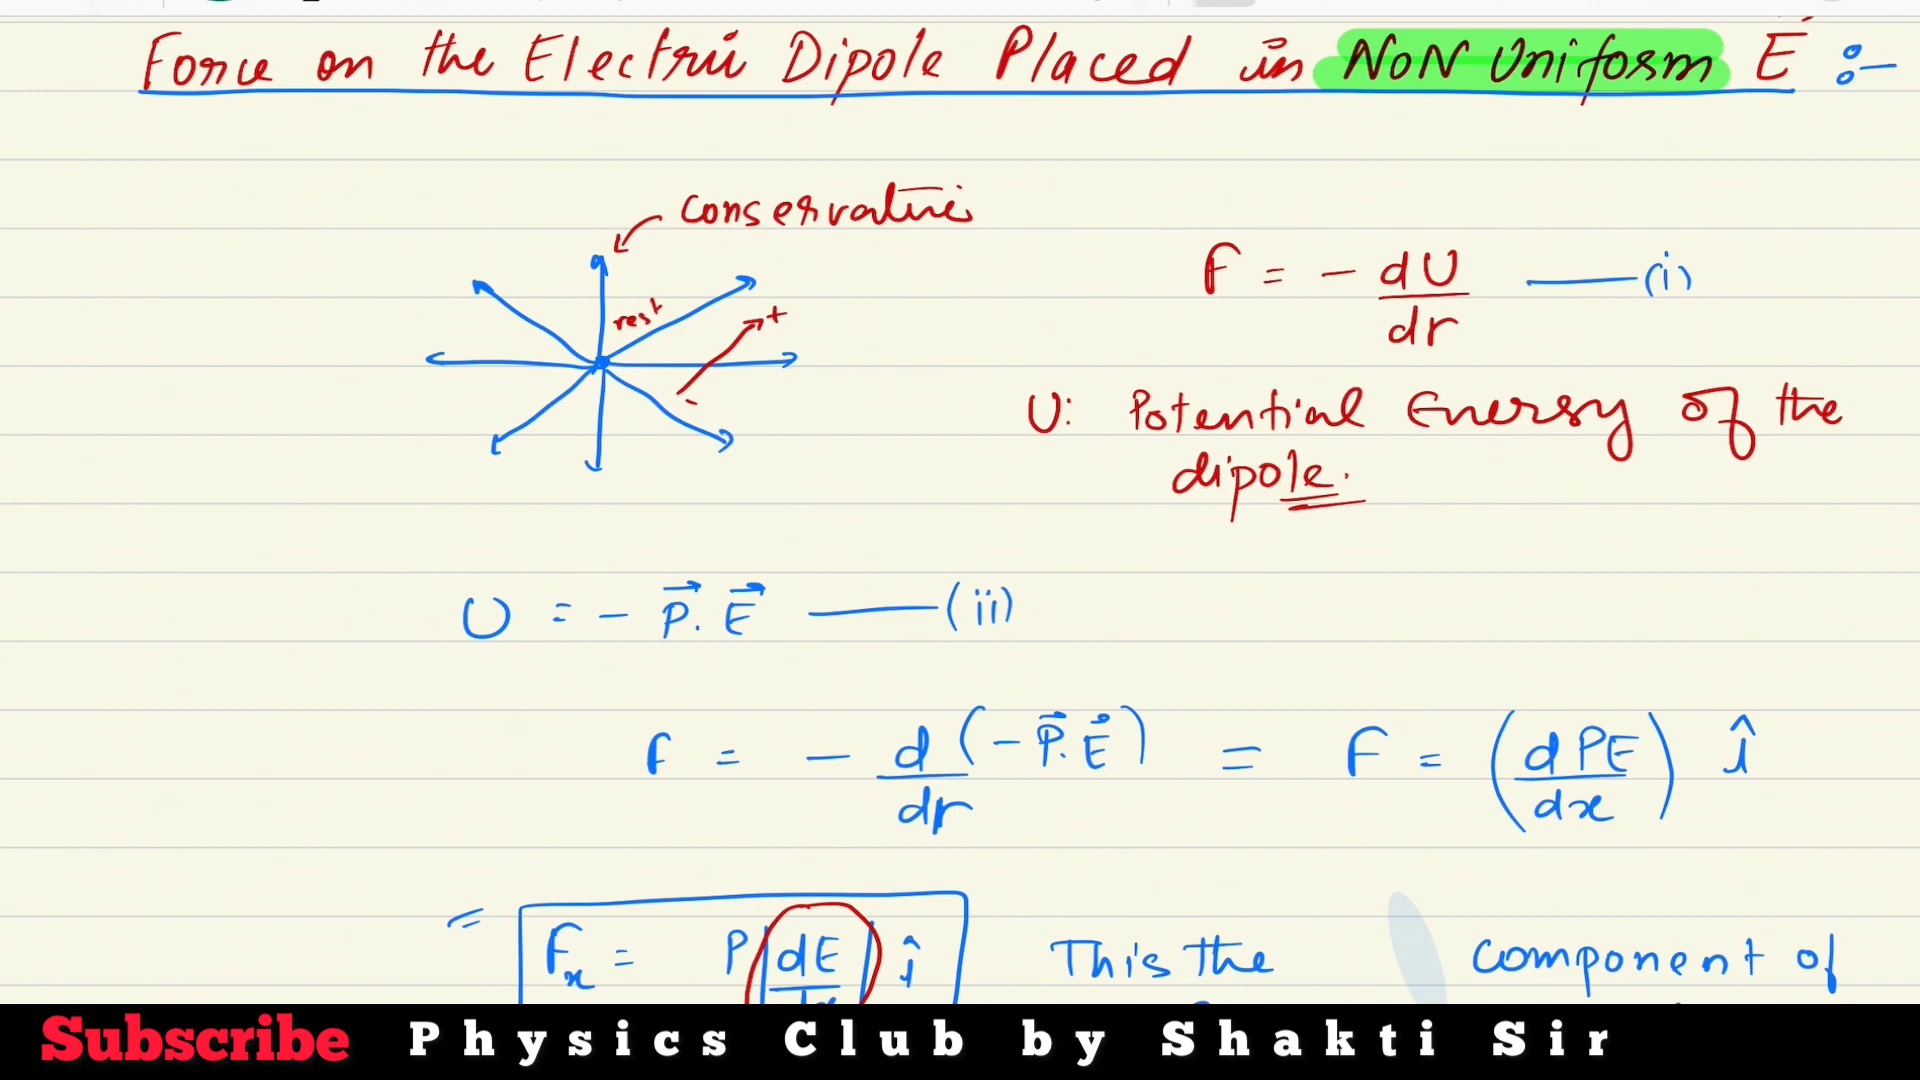 Force on the Electric Dipole Placed in NoN Uniform E :-
conservative
F = - dU/dr —— (i)
rest
+
-
U: Potential Energy of the
dipole.
U = - P⃗. E⃗ —— (ii)
F = - d/dr (- P⃗. E⃗) = F = (dPE/dx) î
= Fx = P|dE/dx| î This the component of
Subscribe Physics Club by Shakti Sir